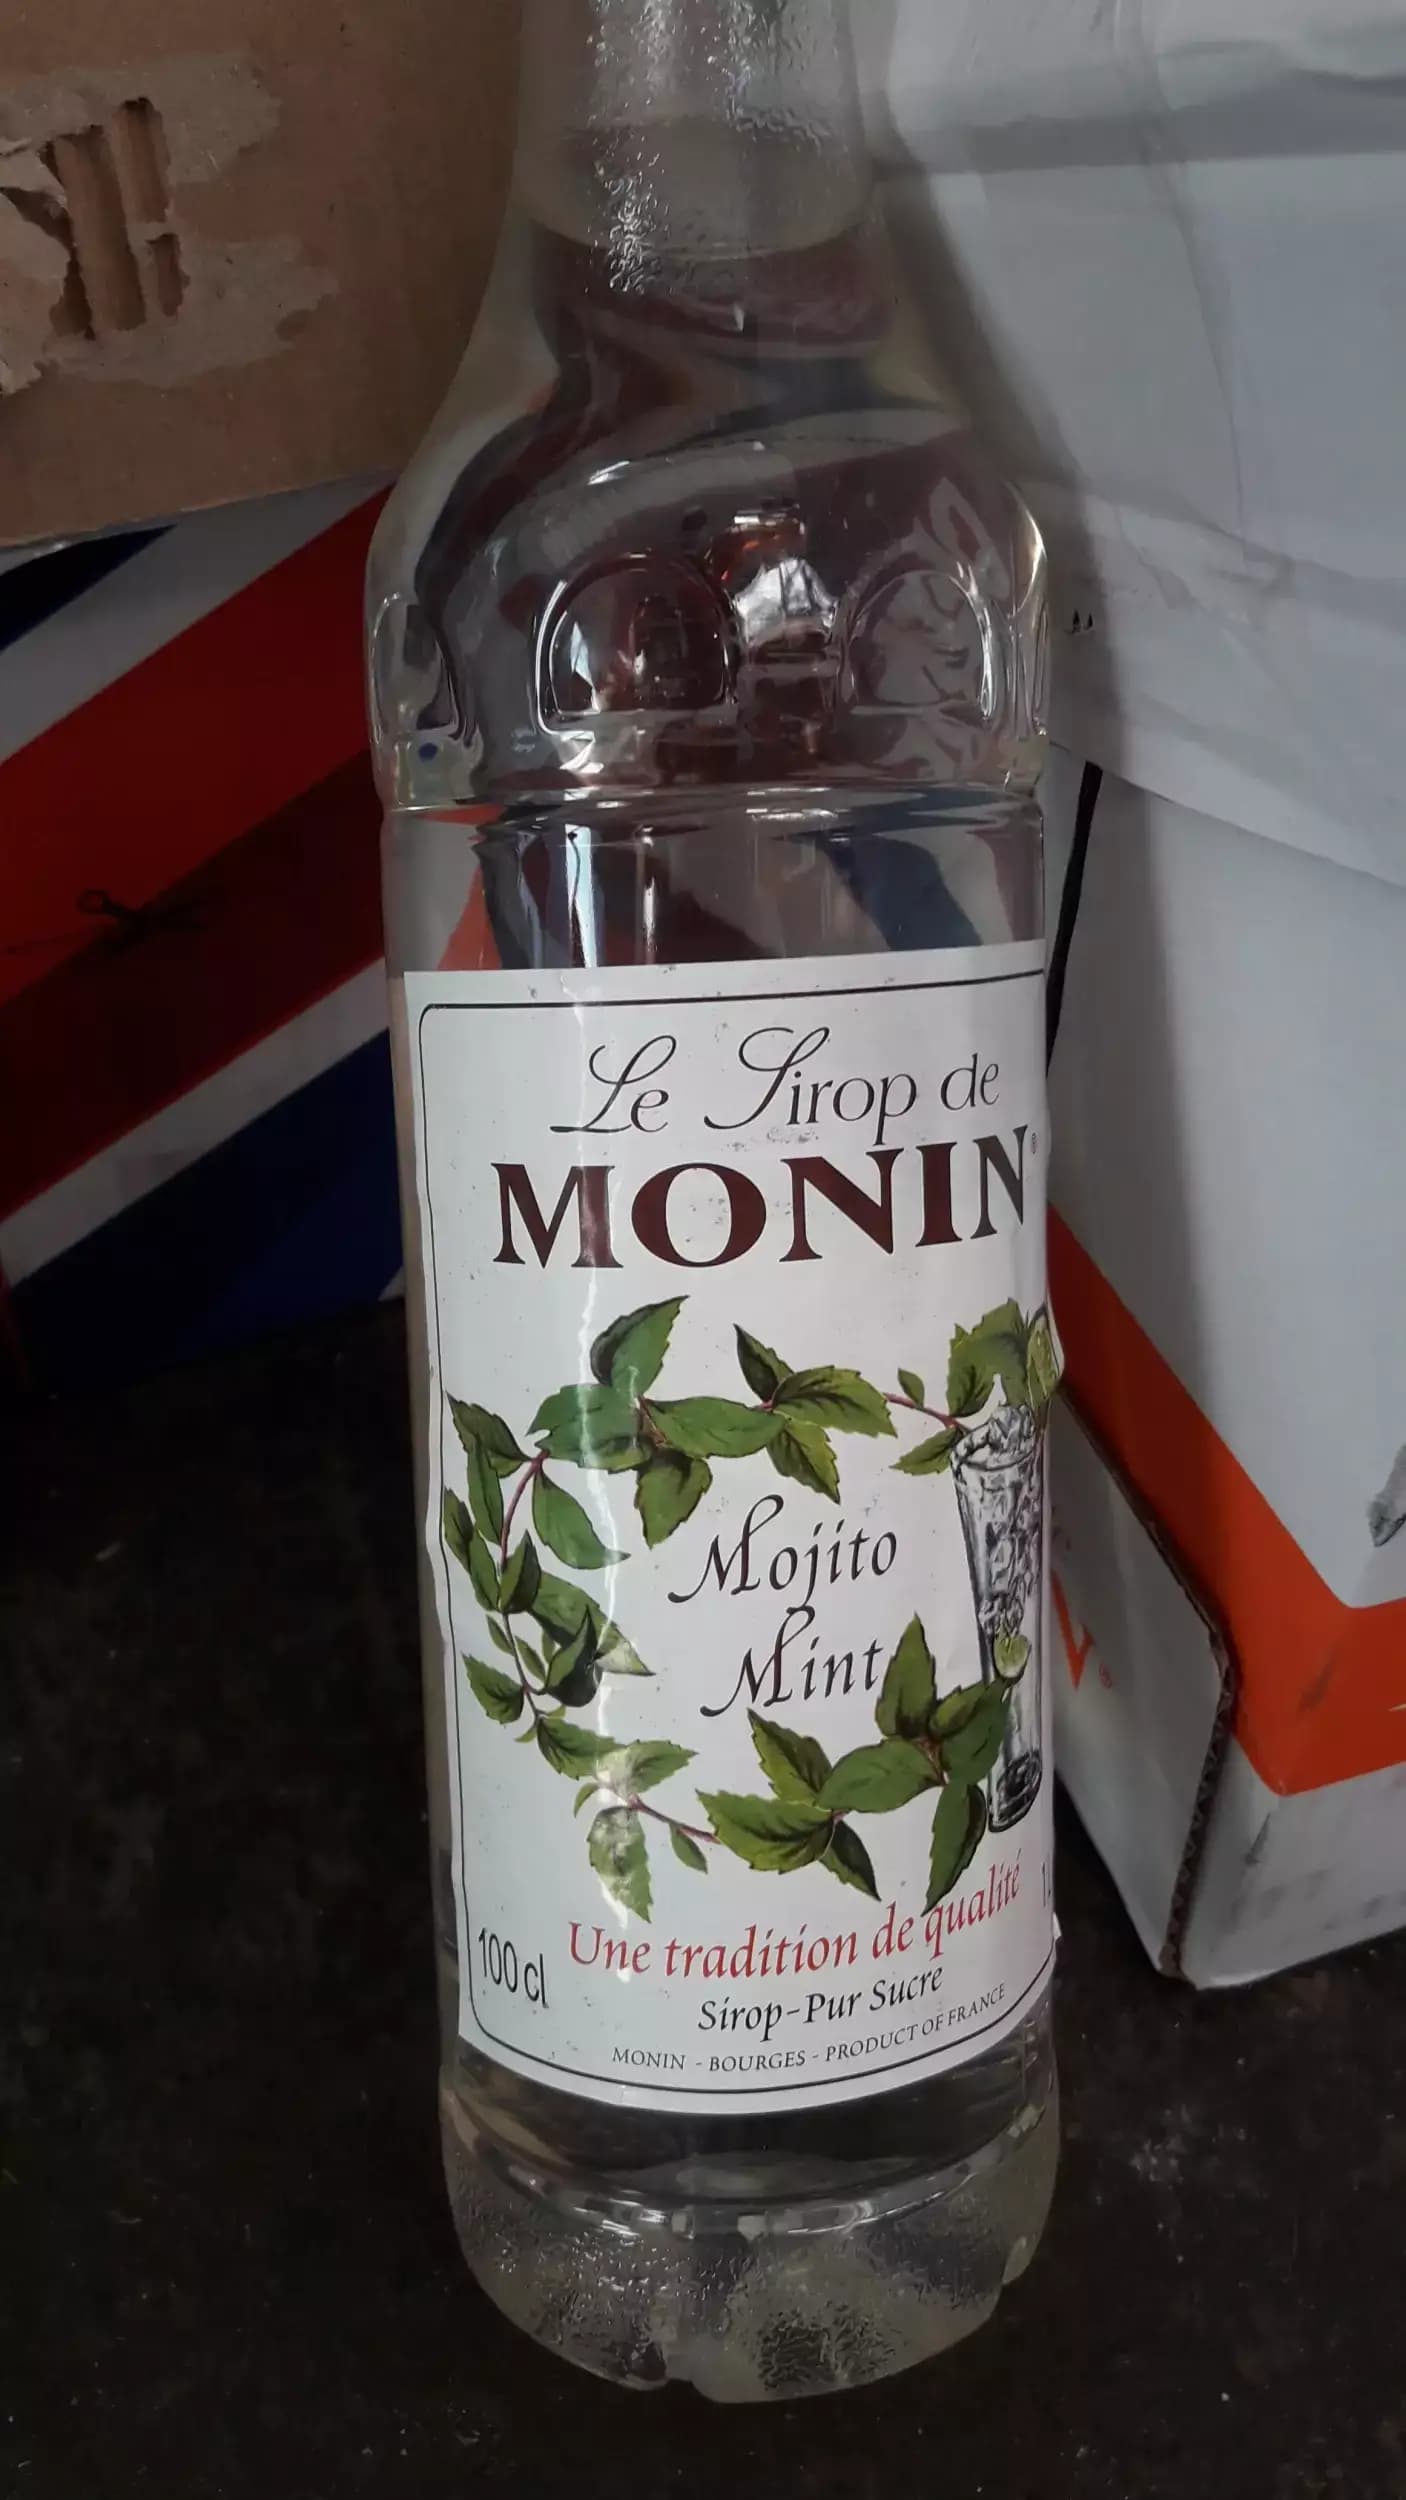 Le Sirop de
MONIN®
Mojito
Mint
Une tradition de qualité
100 cl
Sirop-Pur Sucre
MONIN - BOURGES - PRODUCT OF FRANCE